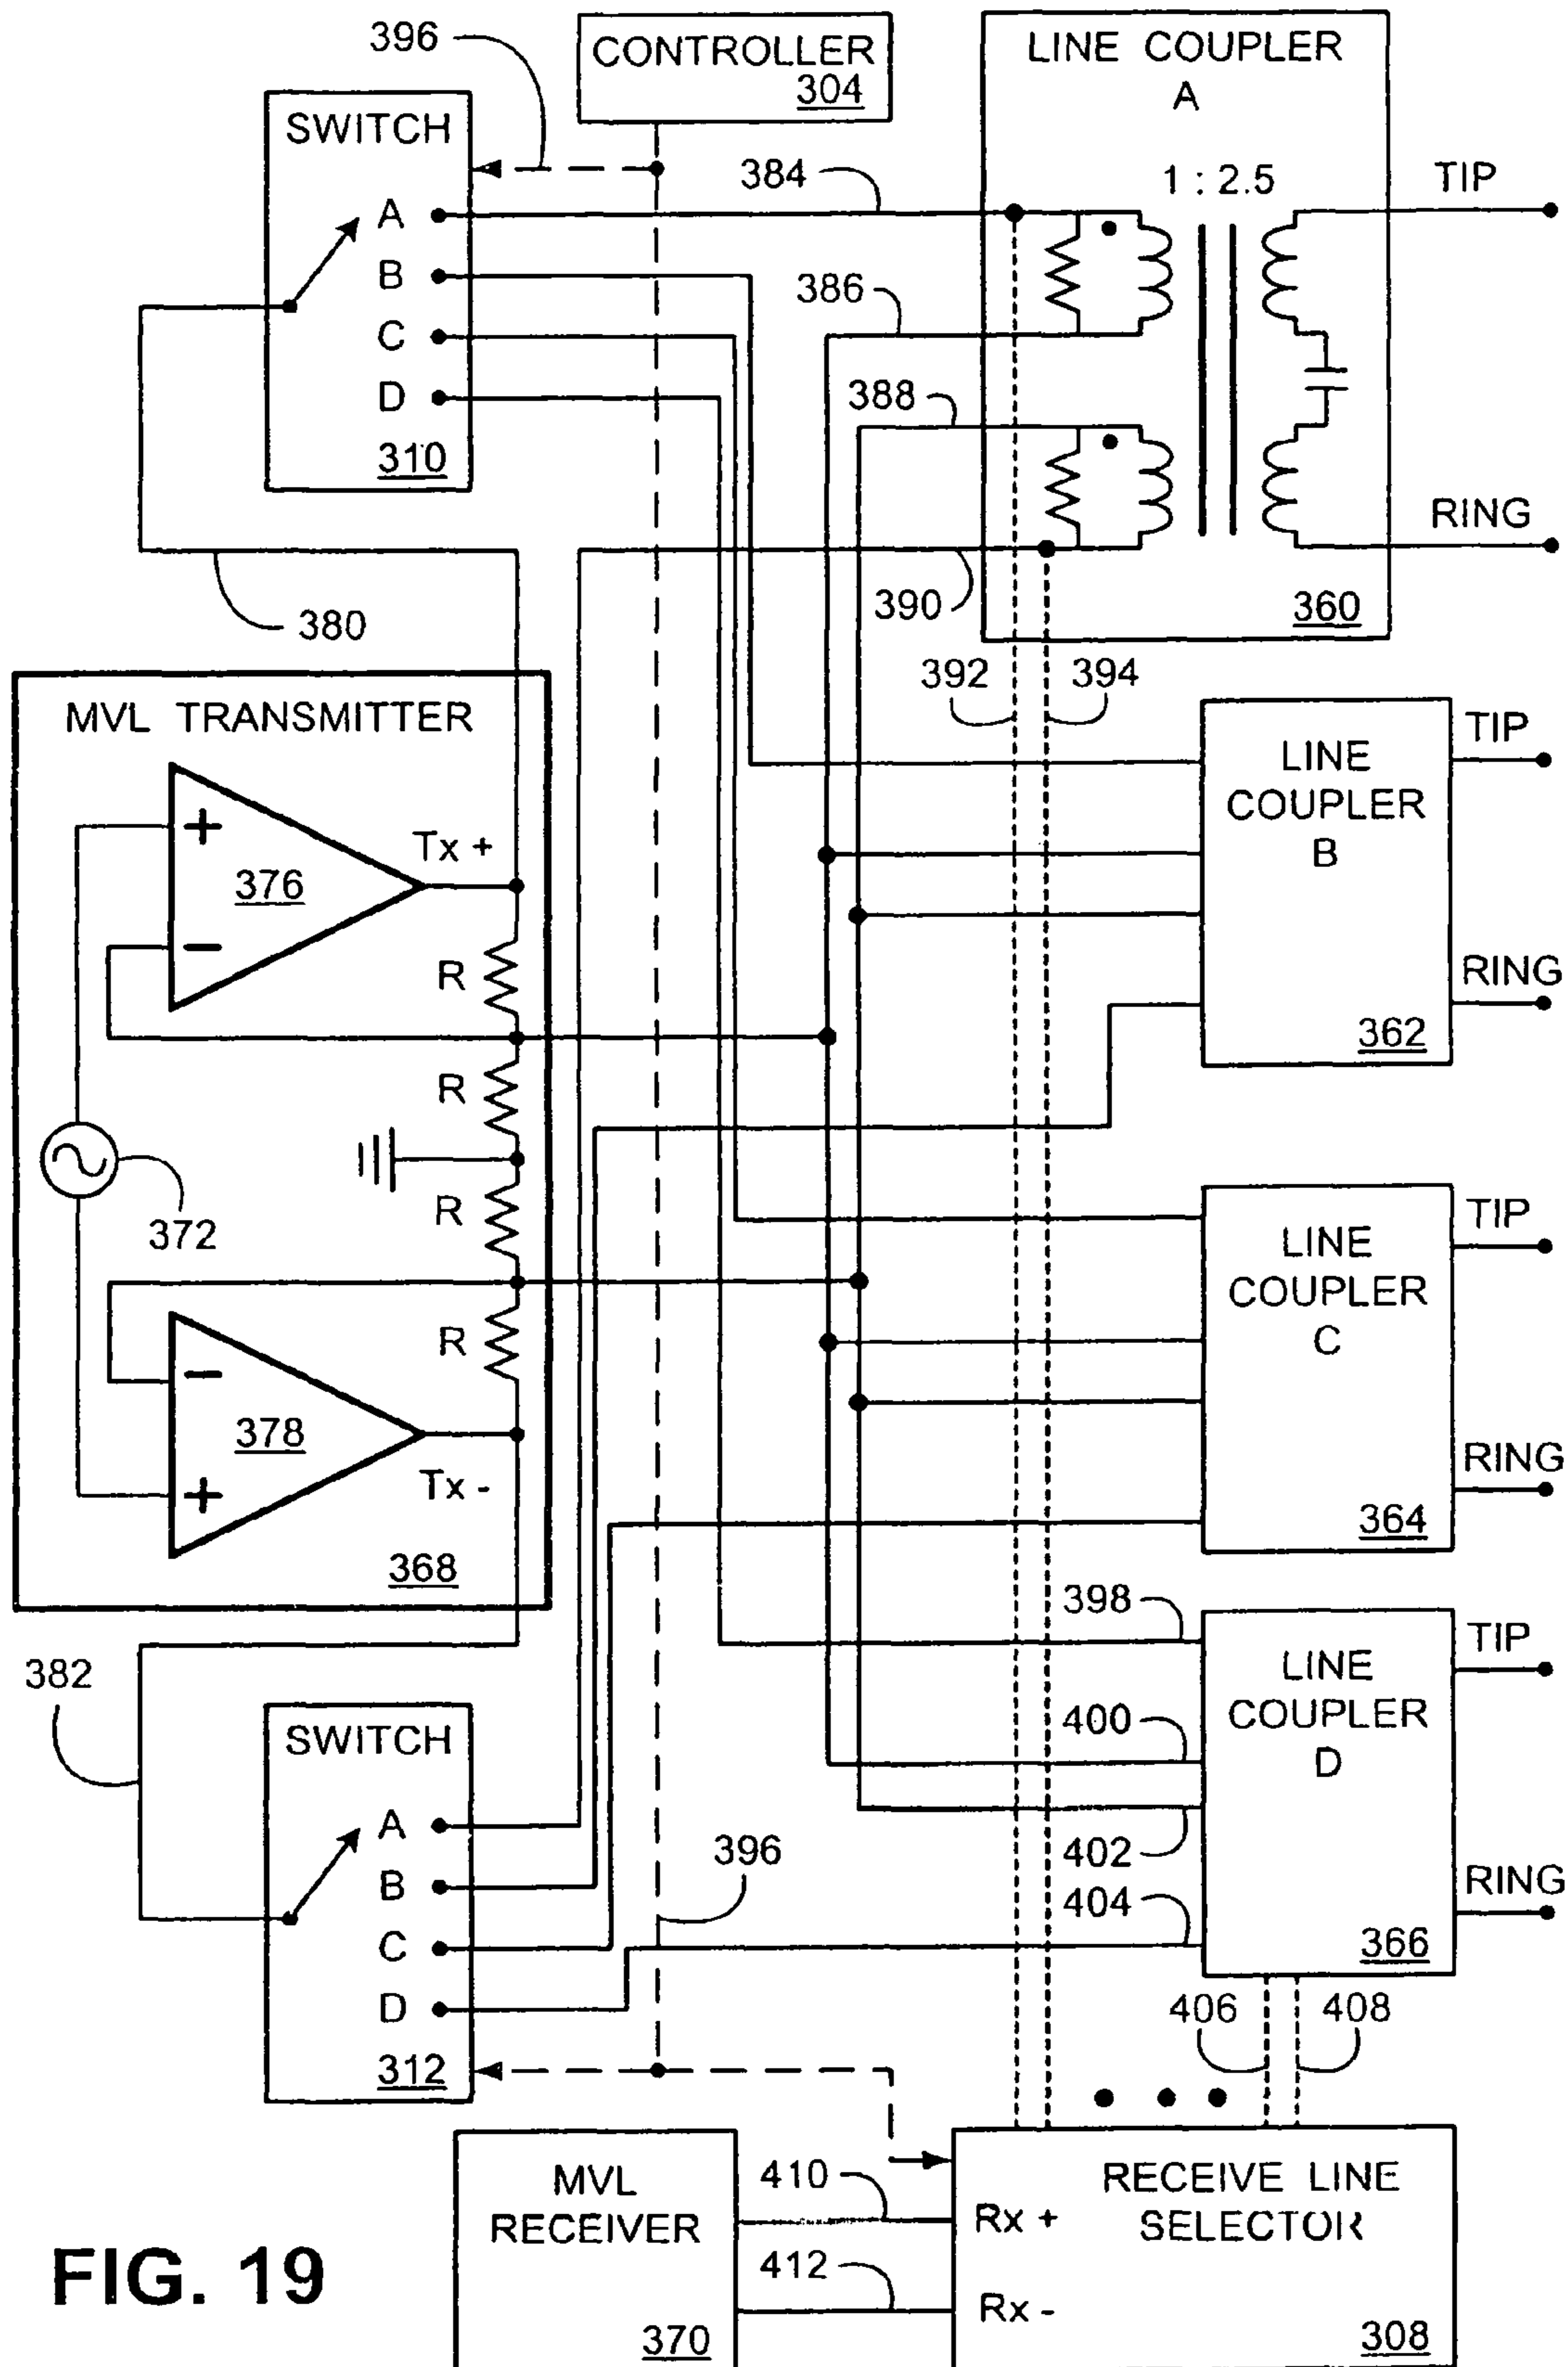 396
CONTROLLER
304
LINE COUPLER
A
SWITCH
A
B
C
D
310
384
386
388
390
1 : 2.5
TIP
RING
360
380
392
394
MVL TRANSMITTER
+
376
−
Tx +
R
R
R
R
372
−
378
+
Tx -
368
LINE
COUPLER
B
TIP
RING
362
LINE
COUPLER
C
TIP
RING
364
398
400
402
404
LINE
COUPLER
D
TIP
RING
366
382
SWITCH
A
B
C
D
312
396
406
408
MVL
RECEIVER
370
410
412
Rx +
Rx -
RECEIVE LINE
SELECTOR
308
FIG. 19